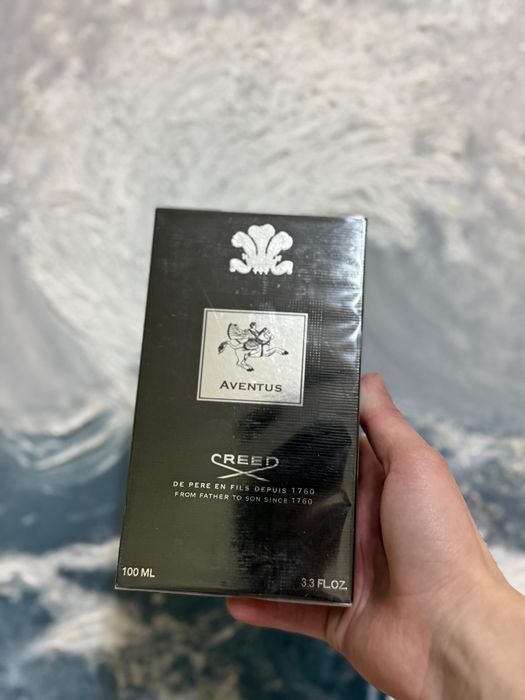 AVENTUS
CREED
DE PERE EN FILS DEPUIS 1760
FROM FATHER TO SON SINCE 1760
100 ML
3.3 FL.OZ.